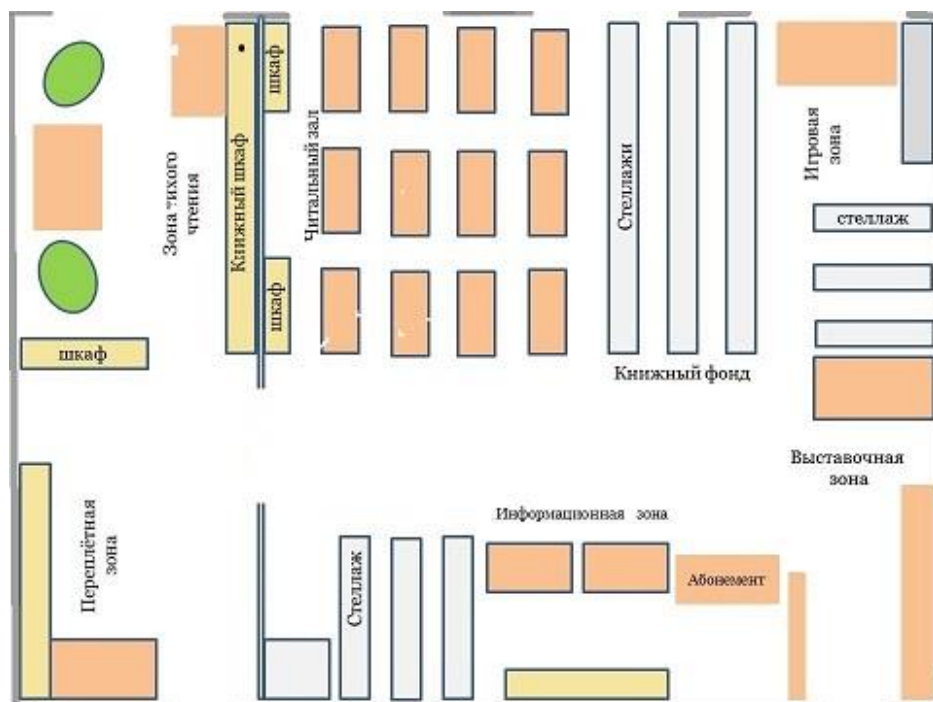 Зона тихого
чтения
Книжный шкаф
шкаф
шкаф
шкаф
Читальный зал
Стеллажи
Книжный фонд
Игровая
зона
стеллаж
Выставочная
зона
Переплётная
зона
Стеллаж
Информационная зона
Абонемент